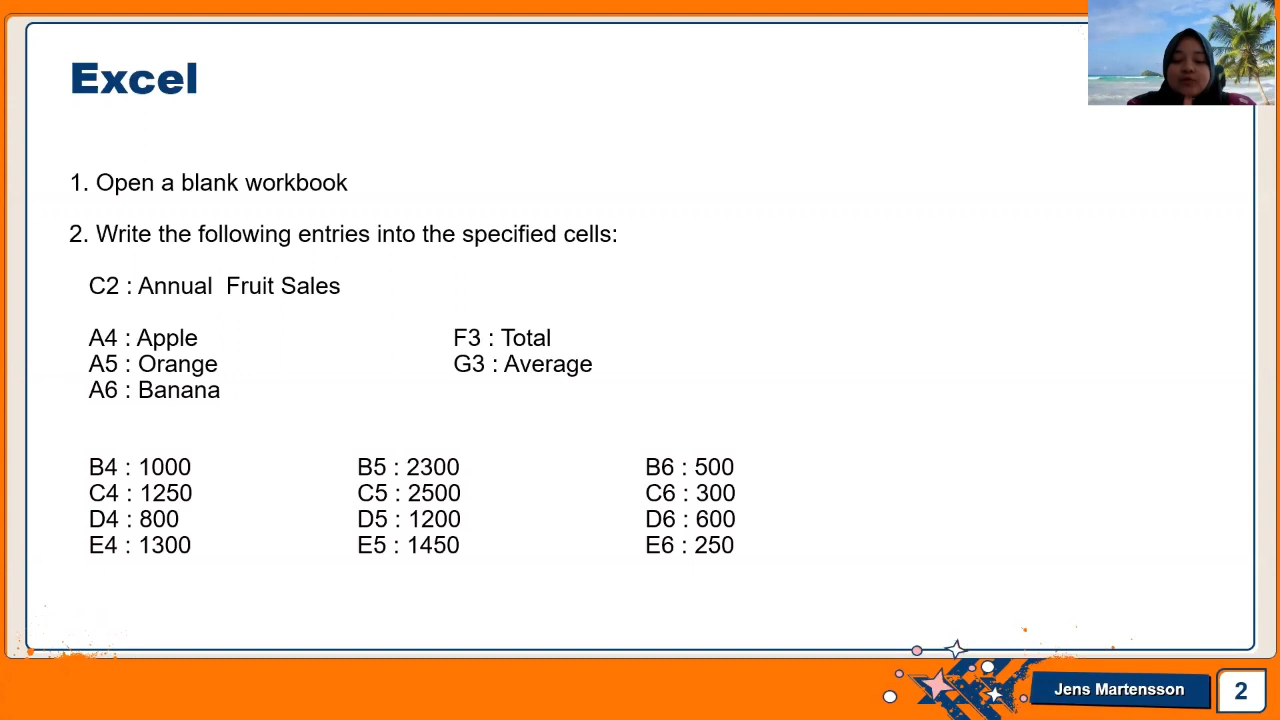 Excel
1. Open a blank workbook
2. Write the following entries into the specified cells:
C2 : Annual  Fruit Sales
A4 : Apple
A5 : Orange
A6 : Banana
F3 : Total
G3 : Average
B4 : 1000
C4 : 1250
D4 : 800
E4 : 1300
B5 : 2300
C5 : 2500
D5 : 1200
E5 : 1450
B6 : 500
C6 : 300
D6 : 600
E6 : 250
Jens Martensson
2